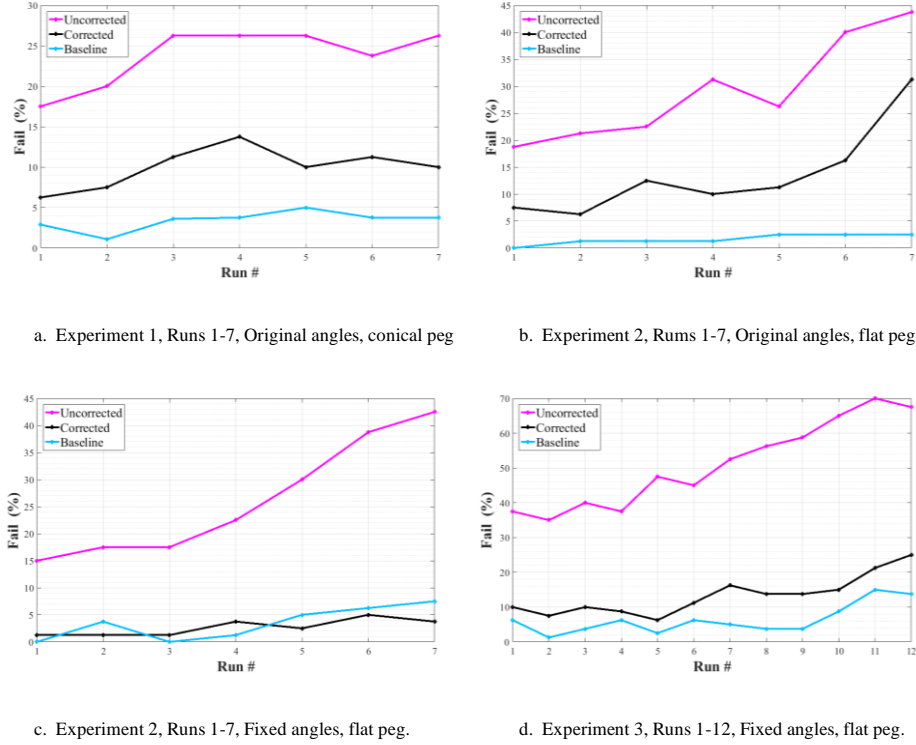 30
25
20
15
10
5
0
Fail (%)
Uncorrected
Corrected
Baseline
1 2 3 4 5 6 7
Run #
a. Experiment 1, Runs 1-7, Original angles, conical peg
45
40
35
30
25
20
15
10
5
0
Fail (%)
Uncorrected
Corrected
Baseline
1 2 3 4 5 6 7
Run #
b. Experiment 2, Rums 1-7, Original angles, flat peg
45
40
35
30
25
20
15
10
5
0
Fail (%)
Uncorrected
Corrected
Baseline
1 2 3 4 5 6 7
Run #
c. Experiment 2, Runs 1-7, Fixed angles, flat peg.
70
60
50
40
30
20
10
0
Fail (%)
Uncorrected
Corrected
Baseline
1 2 3 4 5 6 7 8 9 10 11 12
Run #
d. Experiment 3, Runs 1-12, Fixed angles, flat peg.